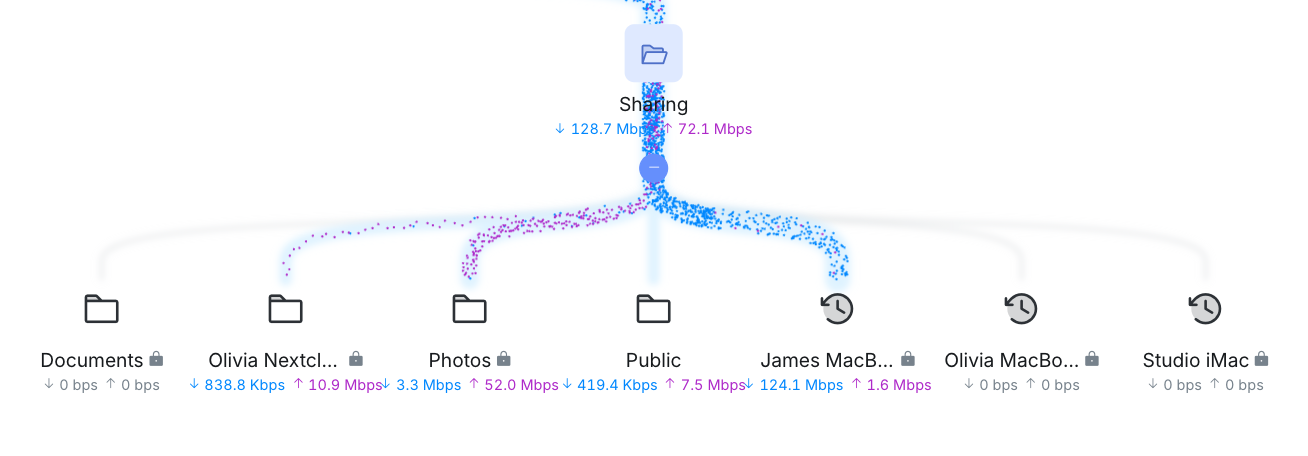 Sharing
↓ 128.7 Mbps ↑ 72.1 Mbps
Documents Olivia Nextcl... Photos Public James MacB... Olivia MacBo... Studio iMac
↓ 0 bps ↑ 0 bps ↓ 838.8 Kbps ↑ 10.9 Mbps ↓ 3.3 Mbps ↑ 52.0 Mbps ↓ 419.4 Kbps ↑ 7.5 Mbps ↓ 124.1 Mbps ↑ 1.6 Mbps ↓ 0 bps ↑ 0 bps ↓ 0 bps ↑ 0 bps